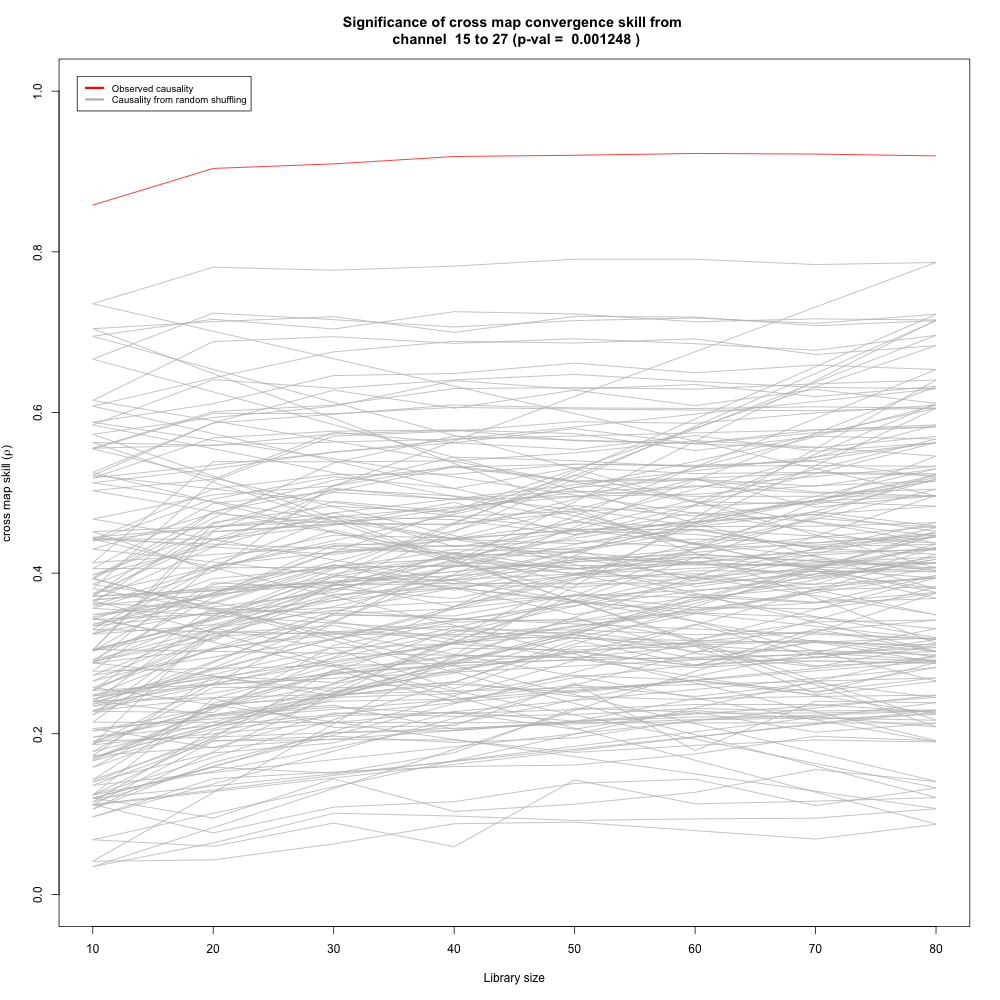 Significance of cross map convergence skill from
channel  15 to 27 (p-val =  0.001248 )
Observed causality
Causality from random shuffling
1.0
0.8
0.6
0.4
0.2
0.0
cross map skill (ρ)
10 20 30 40 50 60 70 80
Library size